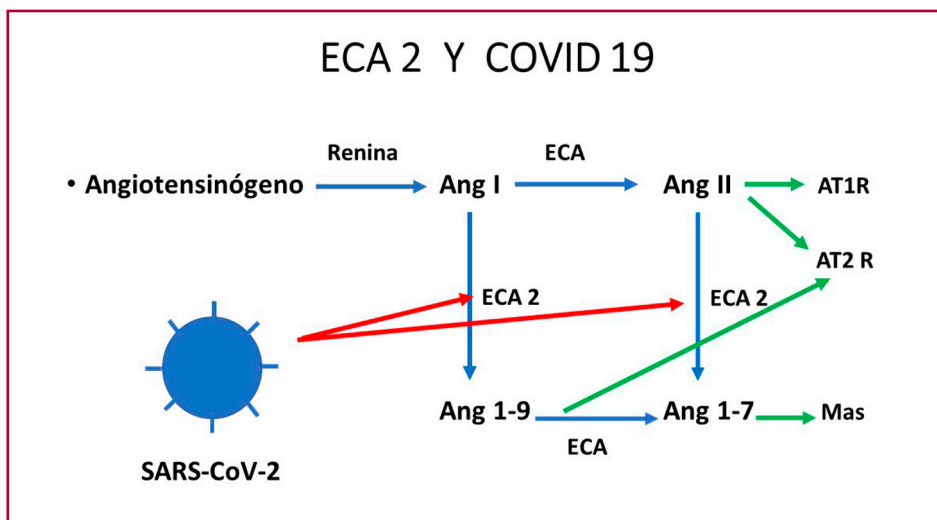 ECA 2 Y COVID 19
Renina
ECA
• Angiotensinógeno
Ang I
Ang II
AT1R
AT2 R
ECA 2
ECA 2
Ang 1-9
Ang 1-7
Mas
ECA
SARS-CoV-2